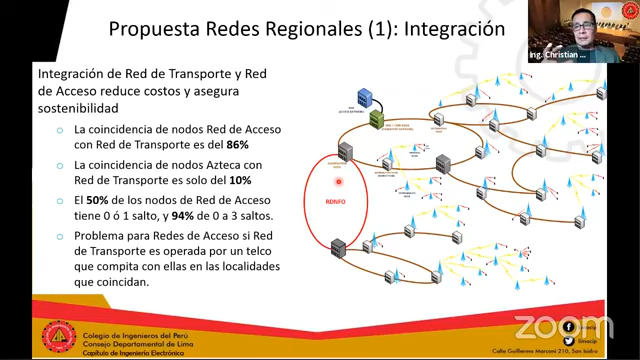 Propuesta Redes Regionales (1): Integración
Ing. Christian
Integración de Red de Transporte y Red
de Acceso reduce costos y asegura
sostenibilidad
o La coincidencia de nodos Red de Acceso
con Red de Transporte es del 86%
o La coincidencia de nodos Azteca con
Red de Transporte es solo del 10%
o El 50% de los nodos de Red de Acceso
tiene 0 ó 1 salto, y 94% de 0 a 3 saltos.
o Problema para Redes de Acceso si Red
de Transporte es operada por un telco
que compita con ellas en las localidades
que coincidan.
RDNFO
Colegio de Ingenieros del Perú
Consejo Departamental de Lima
Capítulo de Ingeniería Electrónica
zoom
limacip
limacip
Calle Guillermo Marconi 210, San Isidro